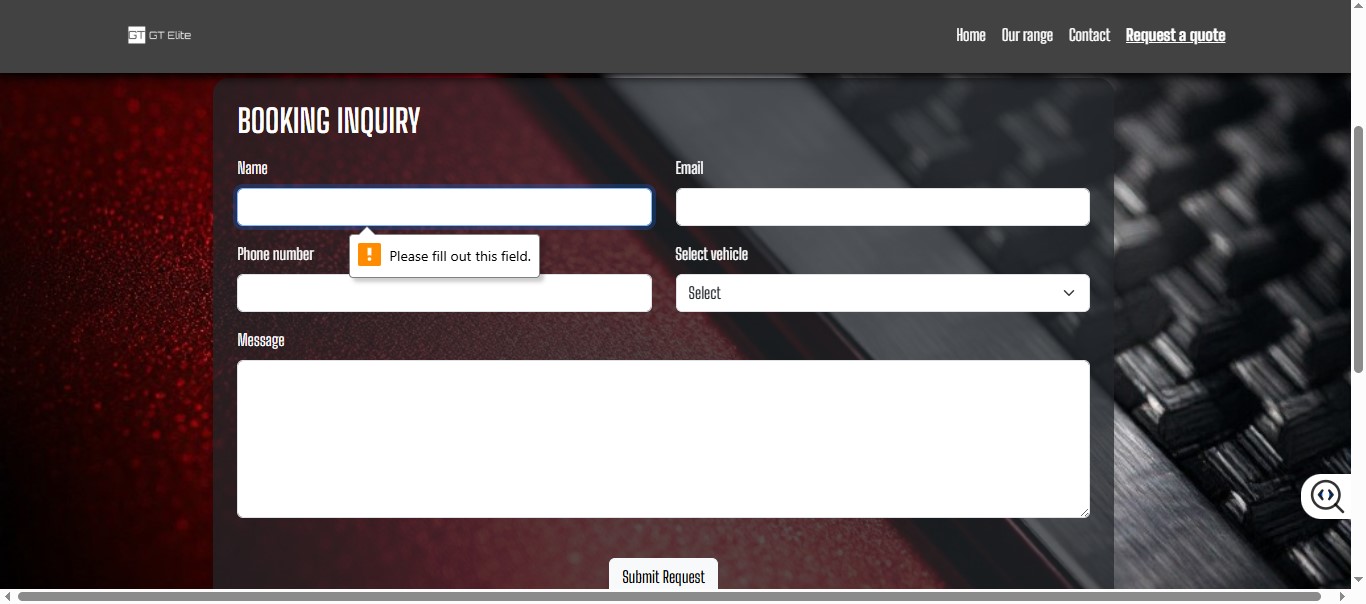 GT GT Elite
Home Our range Contact Request a quote
BOOKING INQUIRY
Name Email
! Please fill out this field.
Phone number Select vehicle
Select
Message
Submit Request